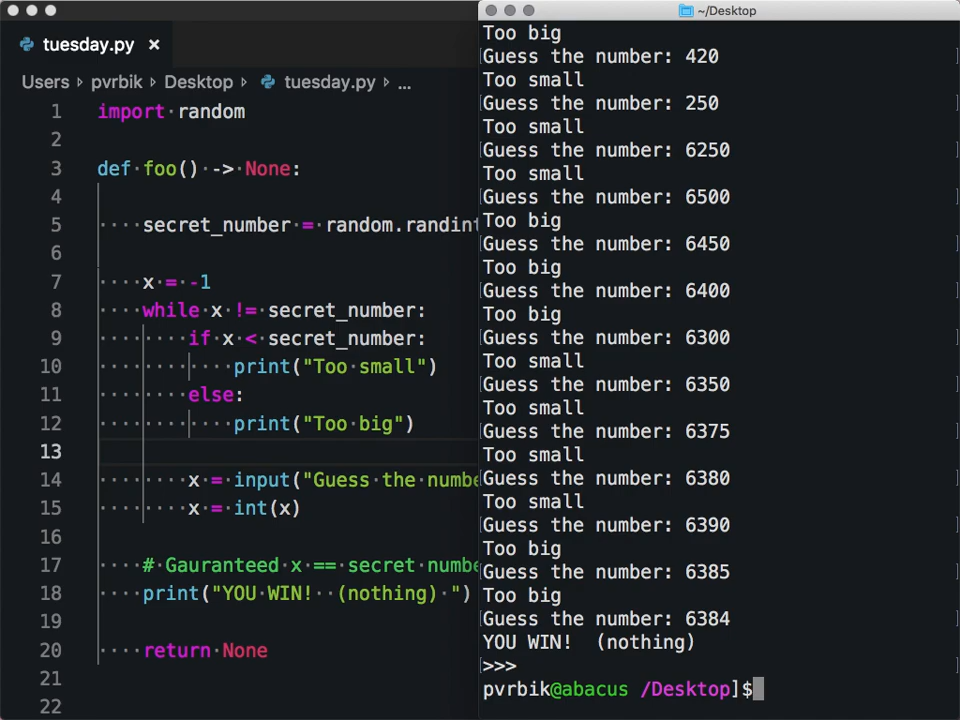 tuesday.py ×
Users pvrbik Desktop tuesday.py ...
1 import random
2
3 def foo() -> None:
4
5 secret_number = random.randint
6
7 x = -1
8 while x != secret_number:
9 if x < secret_number:
10 print("Too small")
11 else:
12 print("Too big")
13
14 x = input("Guess the numbe
15 x = int(x)
16
17 # Gauranteed x == secret numbe
18 print("YOU WIN! (nothing) ")
19
20 return None
21
22
~/Desktop
Too big
Guess the number: 420
Too small
Guess the number: 250
Too small
Guess the number: 6250
Too small
Guess the number: 6500
Too big
Guess the number: 6450
Too big
Guess the number: 6400
Too big
Guess the number: 6300
Too small
Guess the number: 6350
Too small
Guess the number: 6375
Too small
Guess the number: 6380
Too small
Guess the number: 6390
Too big
Guess the number: 6385
Too big
Guess the number: 6384
YOU WIN! (nothing)
>>>
pvrbik@abacus /Desktop]$